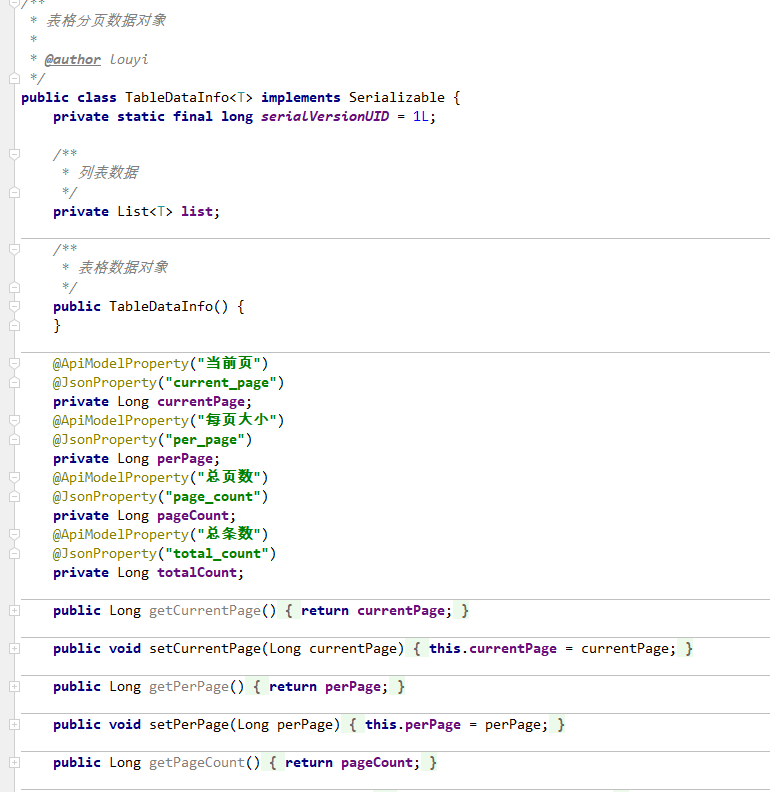 /**
 * 表格分页数据对象
 *
 * @author louyi
 */
public class TableDataInfo<T> implements Serializable {
    private static final long serialVersionUID = 1L;
    /**
     * 列表数据
     */
    private List<T> list;
    /**
     * 表格数据对象
     */
    public TableDataInfo() {
    }
    @ApiModelProperty("当前页")
    @JsonProperty("current_page")
    private Long currentPage;
    @ApiModelProperty("每页大小")
    @JsonProperty("per_page")
    private Long perPage;
    @ApiModelProperty("总页数")
    @JsonProperty("page_count")
    private Long pageCount;
    @ApiModelProperty("总条数")
    @JsonProperty("total_count")
    private Long totalCount;
    public Long getCurrentPage() { return currentPage; }
    public void setCurrentPage(Long currentPage) { this.currentPage = currentPage; }
    public Long getPerPage() { return perPage; }
    public void setPerPage(Long perPage) { this.perPage = perPage; }
    public Long getPageCount() { return pageCount; }